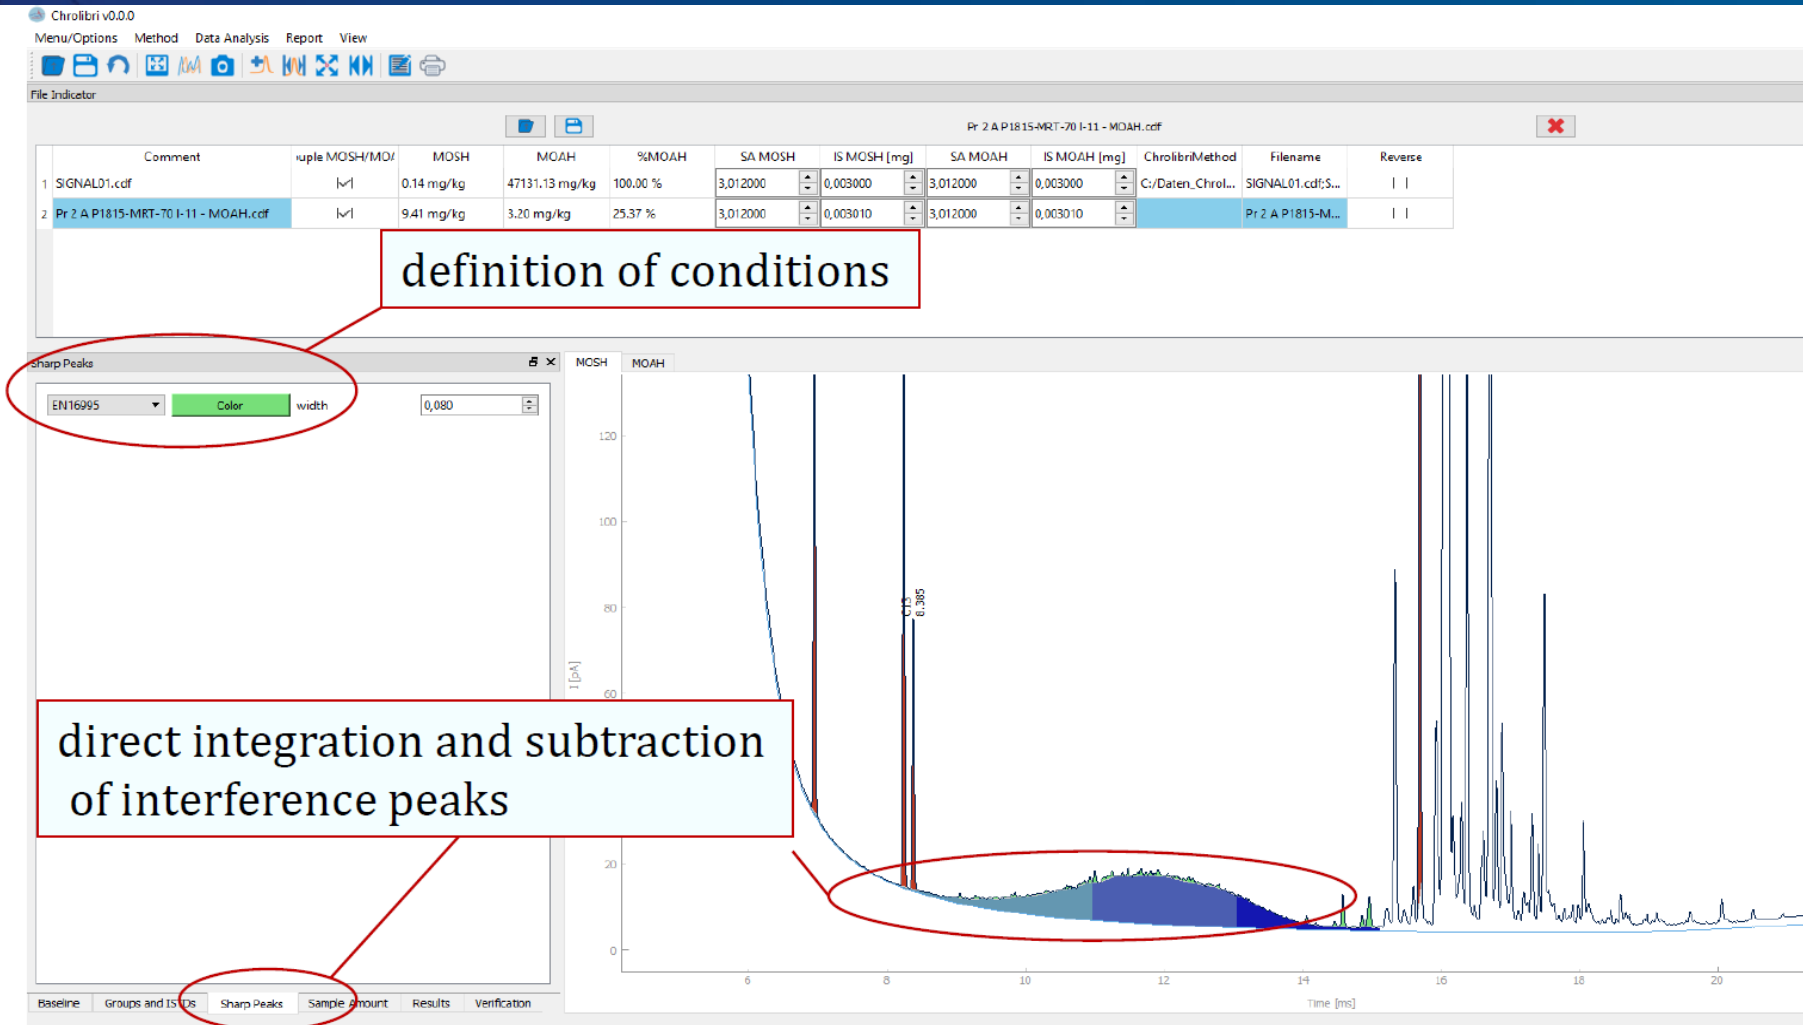 Chrolibri v0.0.0
Menu/Options Method Data Analysis Report View
File Indicator
Pr 2 A P1815-MRT-70 I-11 - MOAH.cdf
Comment uple MOSH/MOA MOSH MOAH %MOAH SA MOSH IS MOSH [mg] SA MOAH IS MOAH [mg] ChrolibriMethod Filename Reverse
1 SIGNAL01.cdf 0.14 mg/kg 47131.13 mg/kg 100.00 % 3,012000 0,003000 3,012000 0,003000 C:/Daten_Chrol... SIGNAL01.cdf;S...
2 Pr 2 A P1815-MRT-70 I-11 - MOAH.cdf 9.41 mg/kg 3.20 mg/kg 25.37 % 3,012000 0,003010 3,012000 0,003010 Pr 2 A P1815-M...
definition of conditions
Sharp Peaks
MOSH MOAH
EN16995 Color width 0,080
120
100
80
C13
8.385
I [pA]
60
direct integration and subtraction
of interference peaks
20
0
6 8 10 12 14 16 18 20
Time [ms]
Baseline Groups and ISTDs Sharp Peaks Sample Amount Results Verification